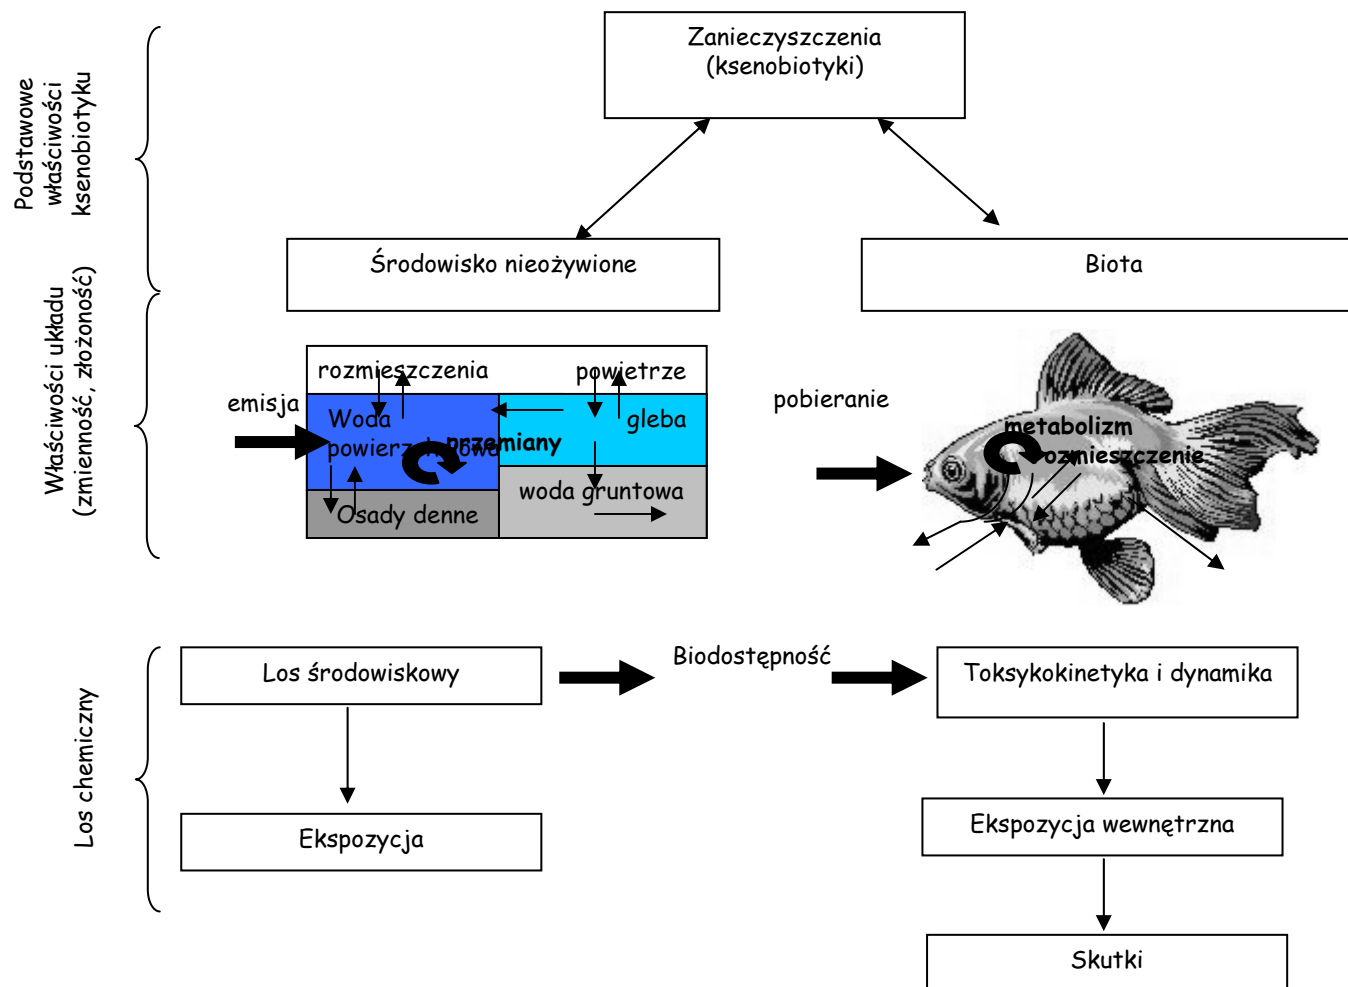 Zanieczyszczenia
(ksenobiotyki)
Podstawowe
właściwości
ksenobiotyku
Środowisko nieożywione
Biota
Właściwości układu
(zmienność, złożoność)
rozmieszczenia
powietrze
emisja
Woda
gleba
przemiany
pobieranie
metabolizm
rozmieszczenie
woda gruntowa
Osady denne
Los chemiczny
Los środowiskowy
Biodostępność
Toksykokinetyka i dynamika
Ekspozycja
Ekspozycja wewnętrzna
Skutki